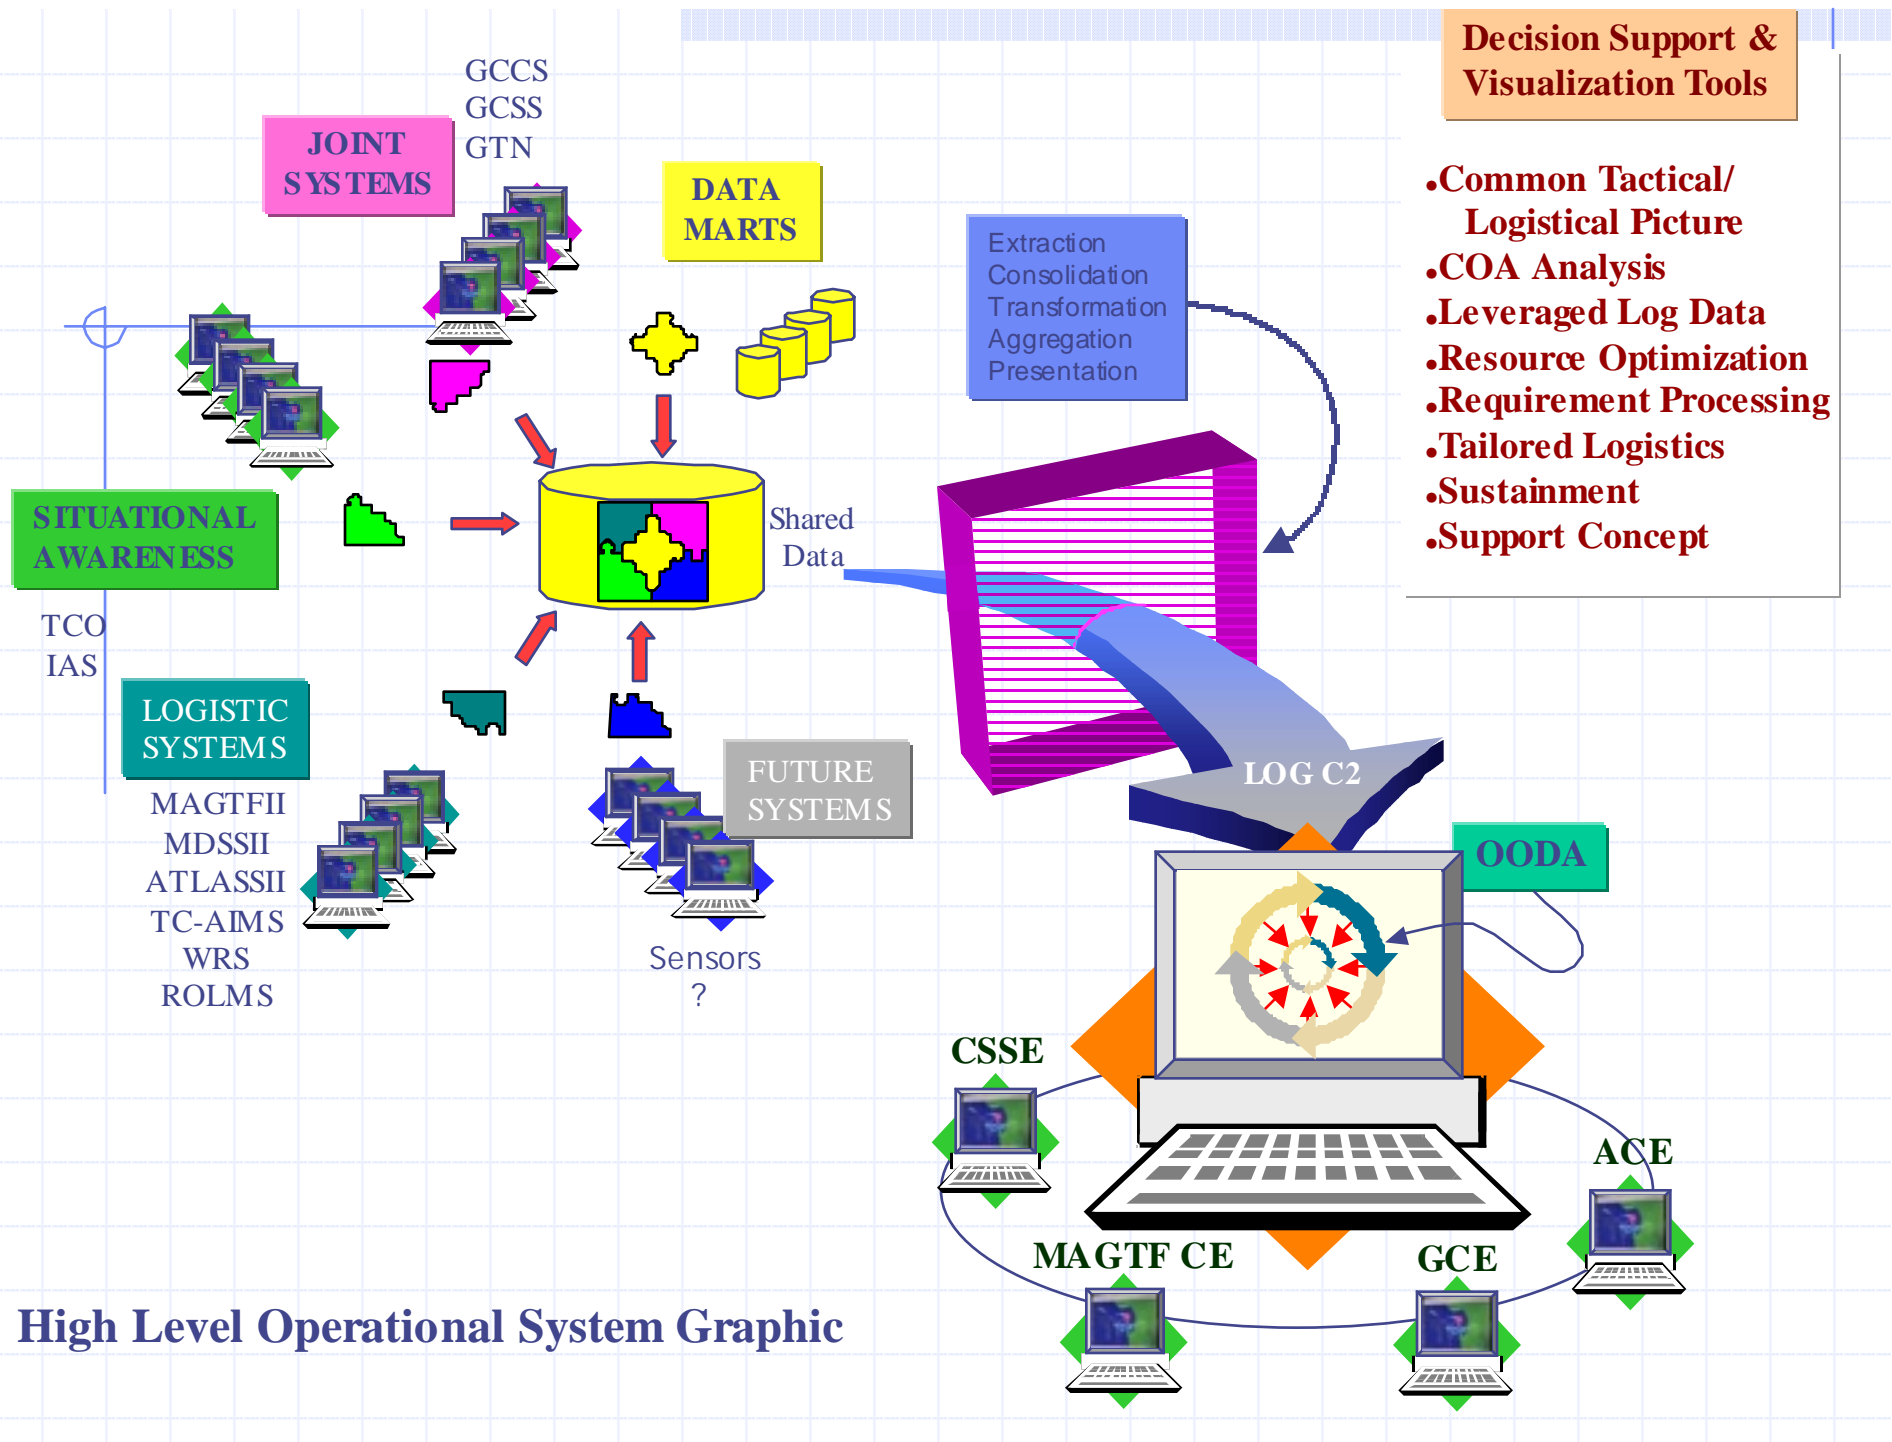 GCCS
GCSS
GTN
JOINT
SYSTEMS
DATA
MARTS
Extraction
Consolidation
Transformation
Aggregation
Presentation
Decision Support &
Visualization Tools
•Common Tactical/
Logistical Picture
•COA Analysis
•Leveraged Log Data
•Resource Optimization
•Requirement Processing
•Tailored Logistics
•Sustainment
•Support Concept
SITUATIONAL
AWARENESS
TCO
IAS
Shared
Data
LOGISTIC
SYSTEMS
MAGTFII
MDSSII
ATLASSII
TC-AIMS
WRS
ROLMS
FUTURE
SYSTEMS
Sensors
?
LOG C2
OODA
CSSE
ACE
MAGTF CE
GCE
High Level Operational System Graphic